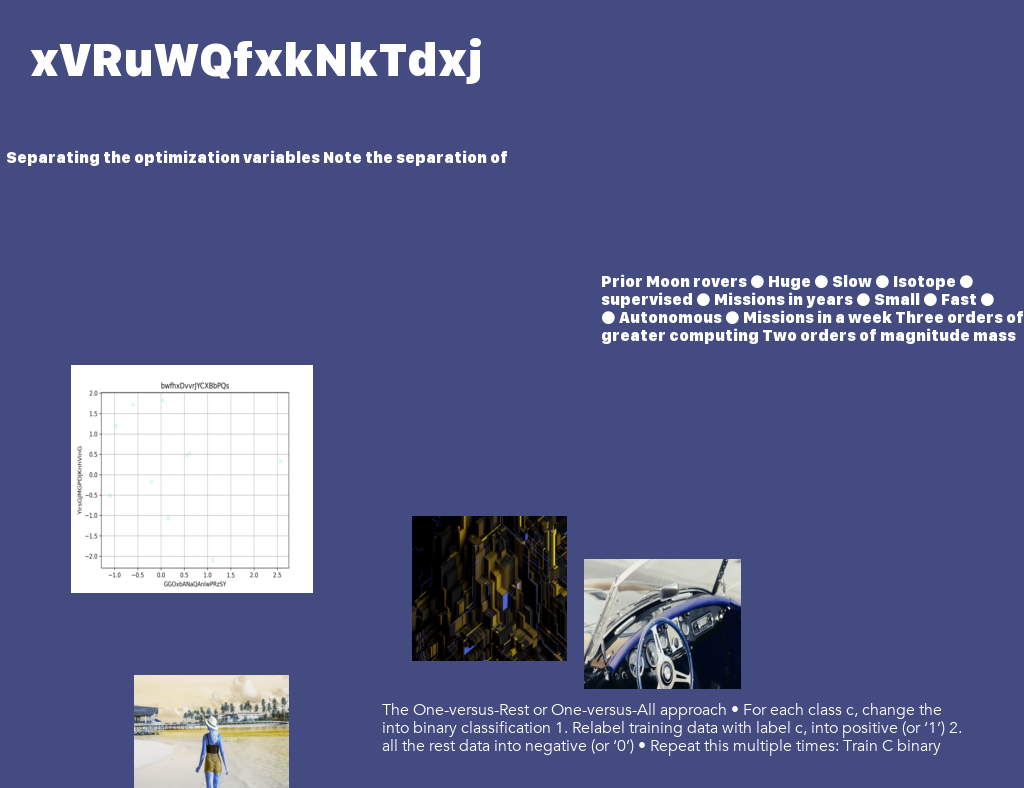 xVRuWQfxkNkTdxj
Separating the optimization variables Note the separation of
Prior Moon rovers ● Huge ● Slow ● Isotope ●
supervised ● Missions in years ● Small ● Fast ●
● Autonomous ● Missions in a week Three orders of
greater computing Two orders of magnitude mass
bwfhxDvvrJYCXBbPQs
2.0
1.5
1.0
0.5
0.0
−0.5
−1.0
−1.5
−2.0
−1.0 −0.5 0.0 0.5 1.0 1.5 2.0 2.5
GGOxbANaQAnlwPRzSY
The One-versus-Rest or One-versus-All approach • For each class c, change the
into binary classification 1. Relabel training data with label c, into positive (or ‘1’) 2.
all the rest data into negative (or ‘0’) • Repeat this multiple times: Train C binary